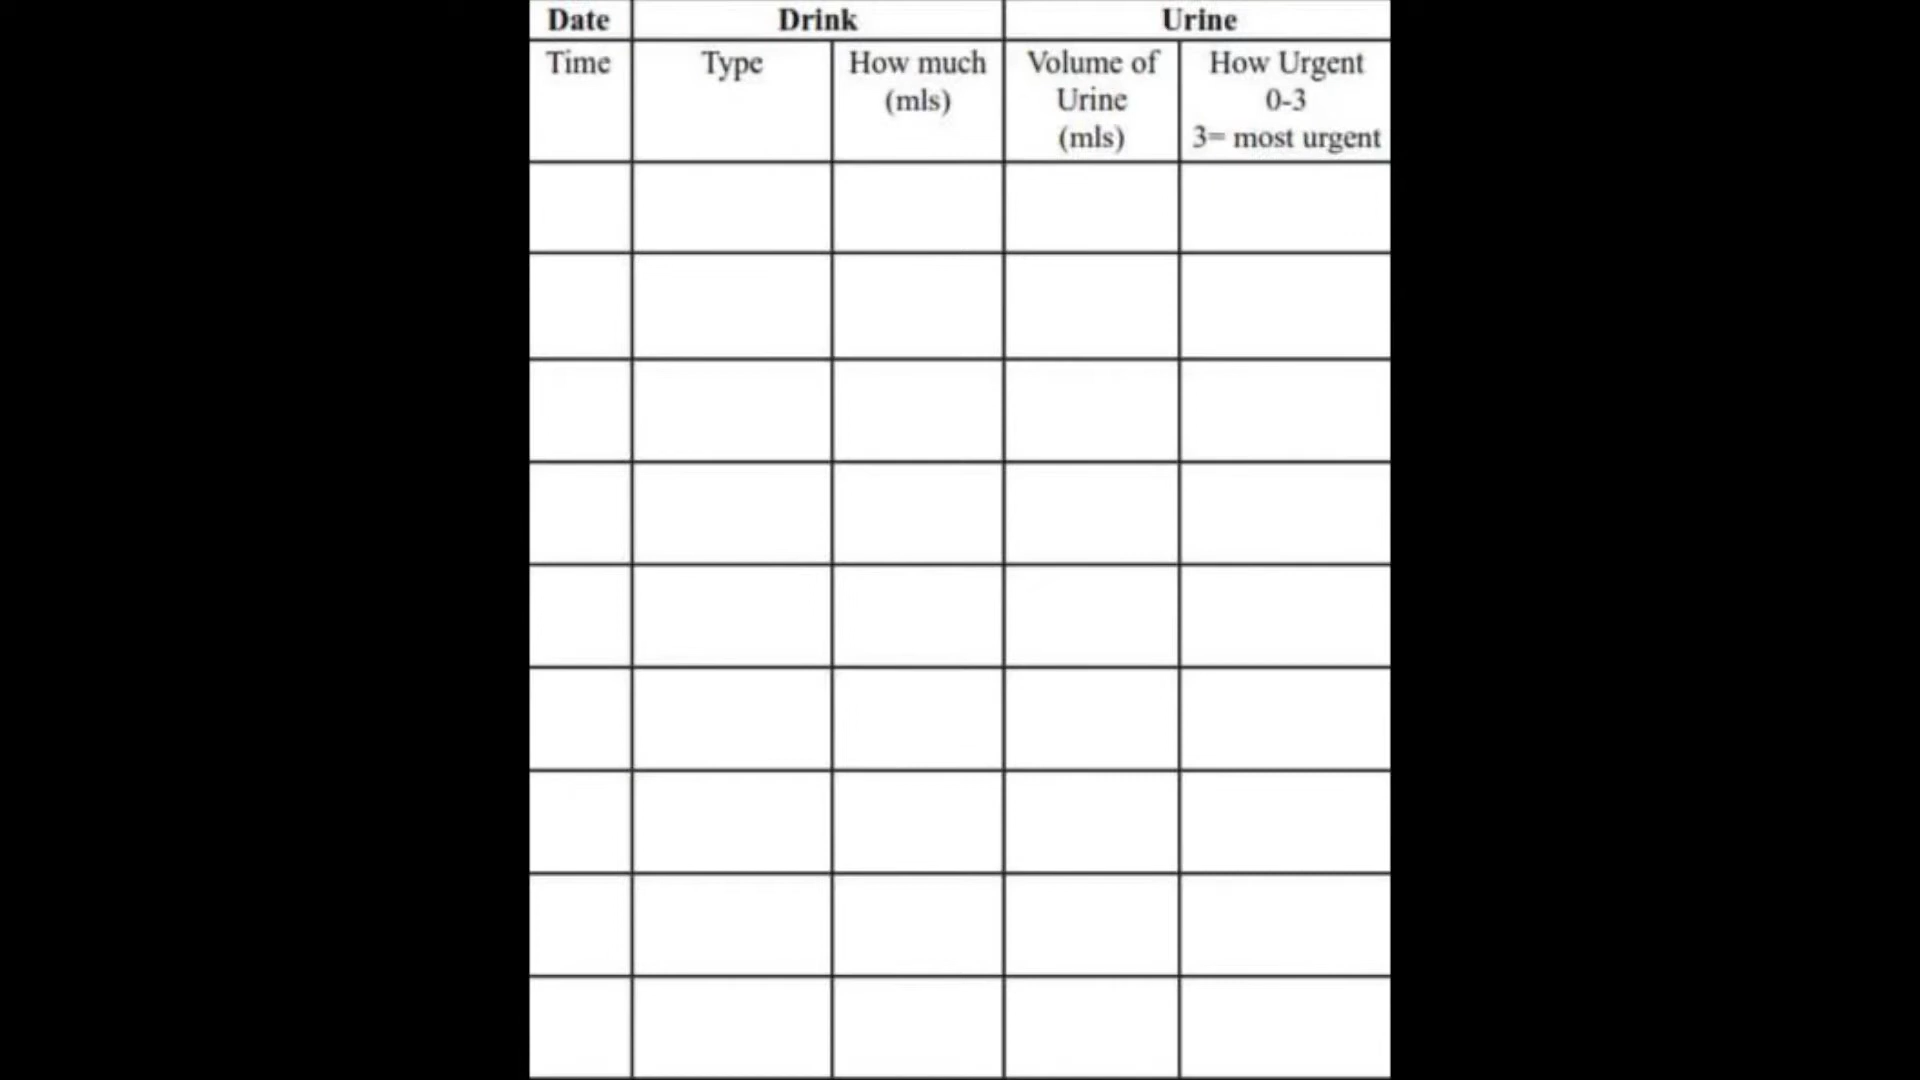 Date Drink Urine
Time Type How much Volume of How Urgent
(mls) Urine 0-3
(mls) 3= most urgent